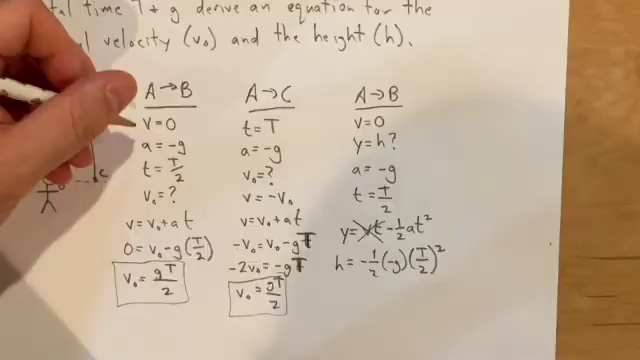 tal time T + g derive an equation for the
velocity (v₀) and the height (h).
A→B
v=0
a=-g
t=T/2
v₀=?
v=v₀+at
0=v₀-g(T/2)
v₀=gT/2
A→C
t=T
a=-g
v₀=?
v=-v₀
v=v₀+at
-v₀=v₀-gT
-2v₀=-gT
v₀=gT/2
A→B
v=0
y=h?
a=-g
t=T/2
y=vt-½at²
h=-½(-g)(T/2)²
C